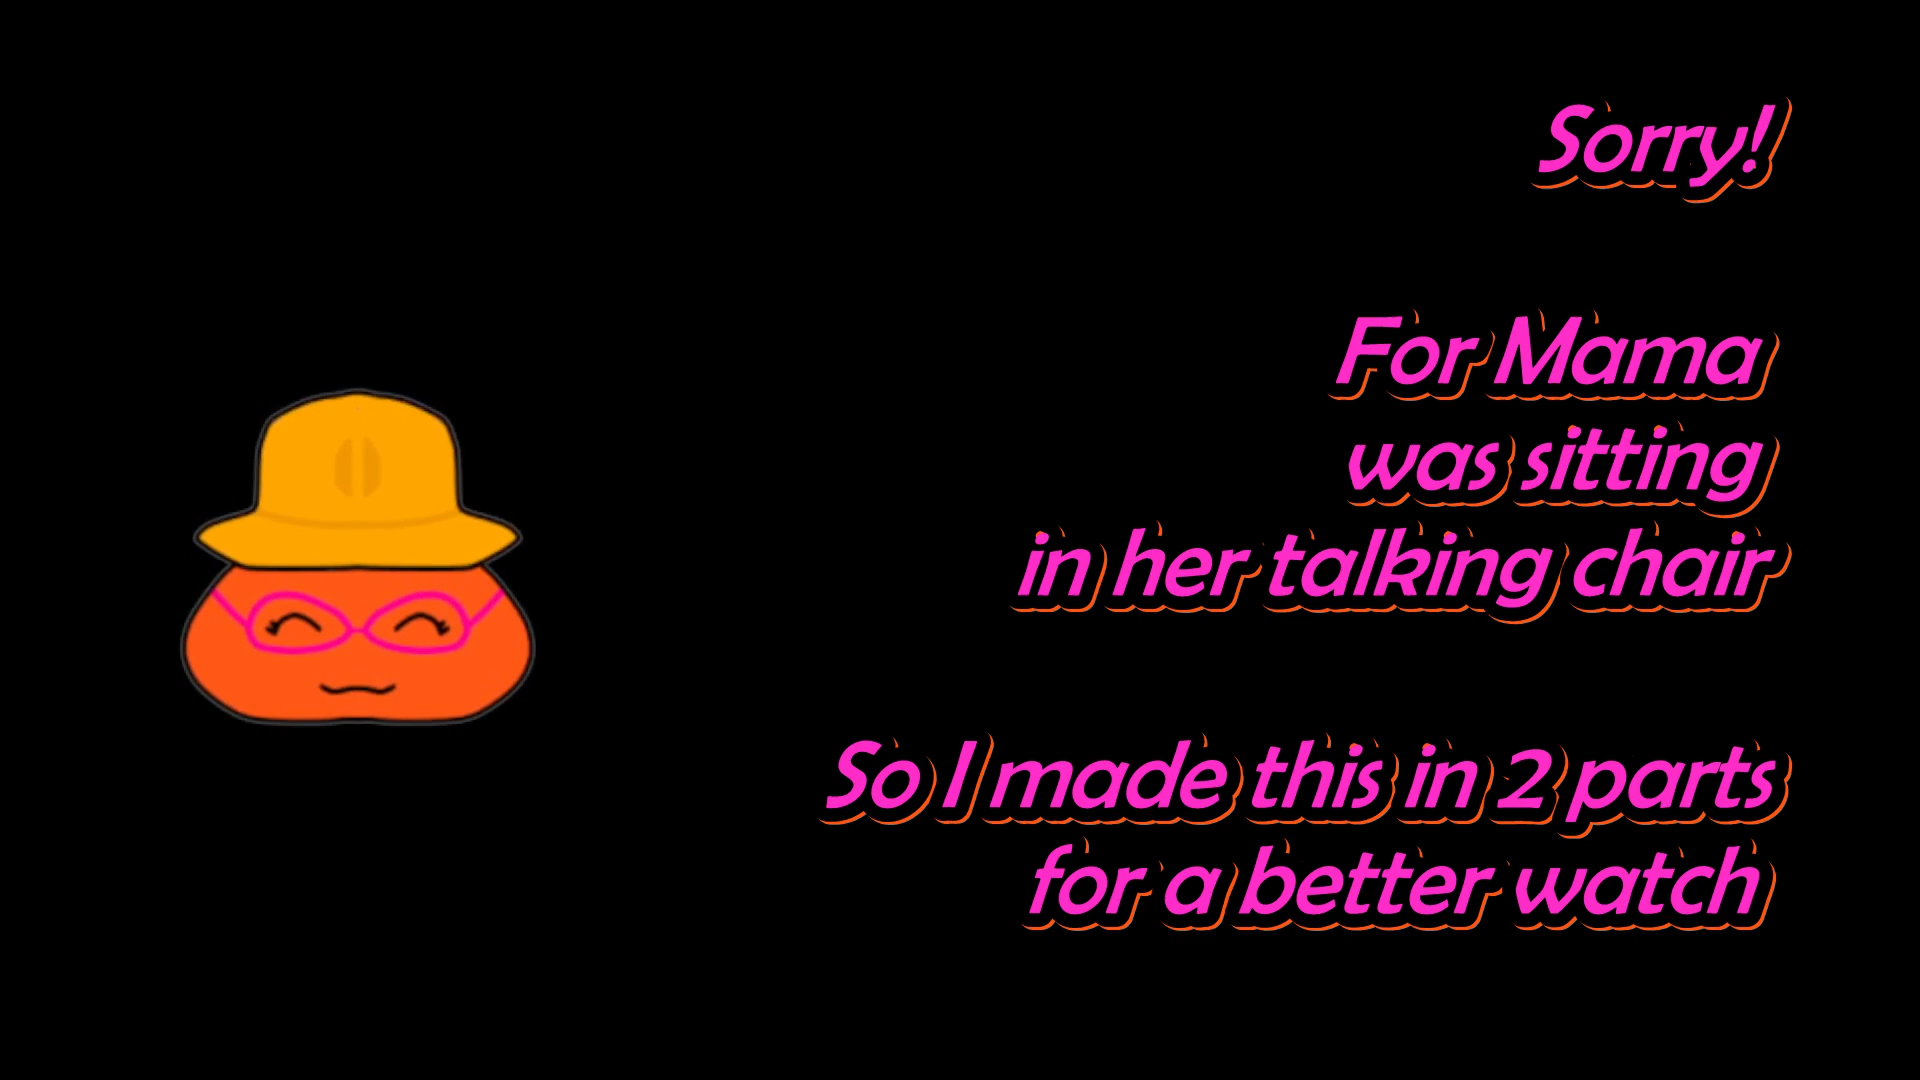 Sorry!
For Mama
was sitting
in her talking chair
So I made this in 2 parts
for a better watch